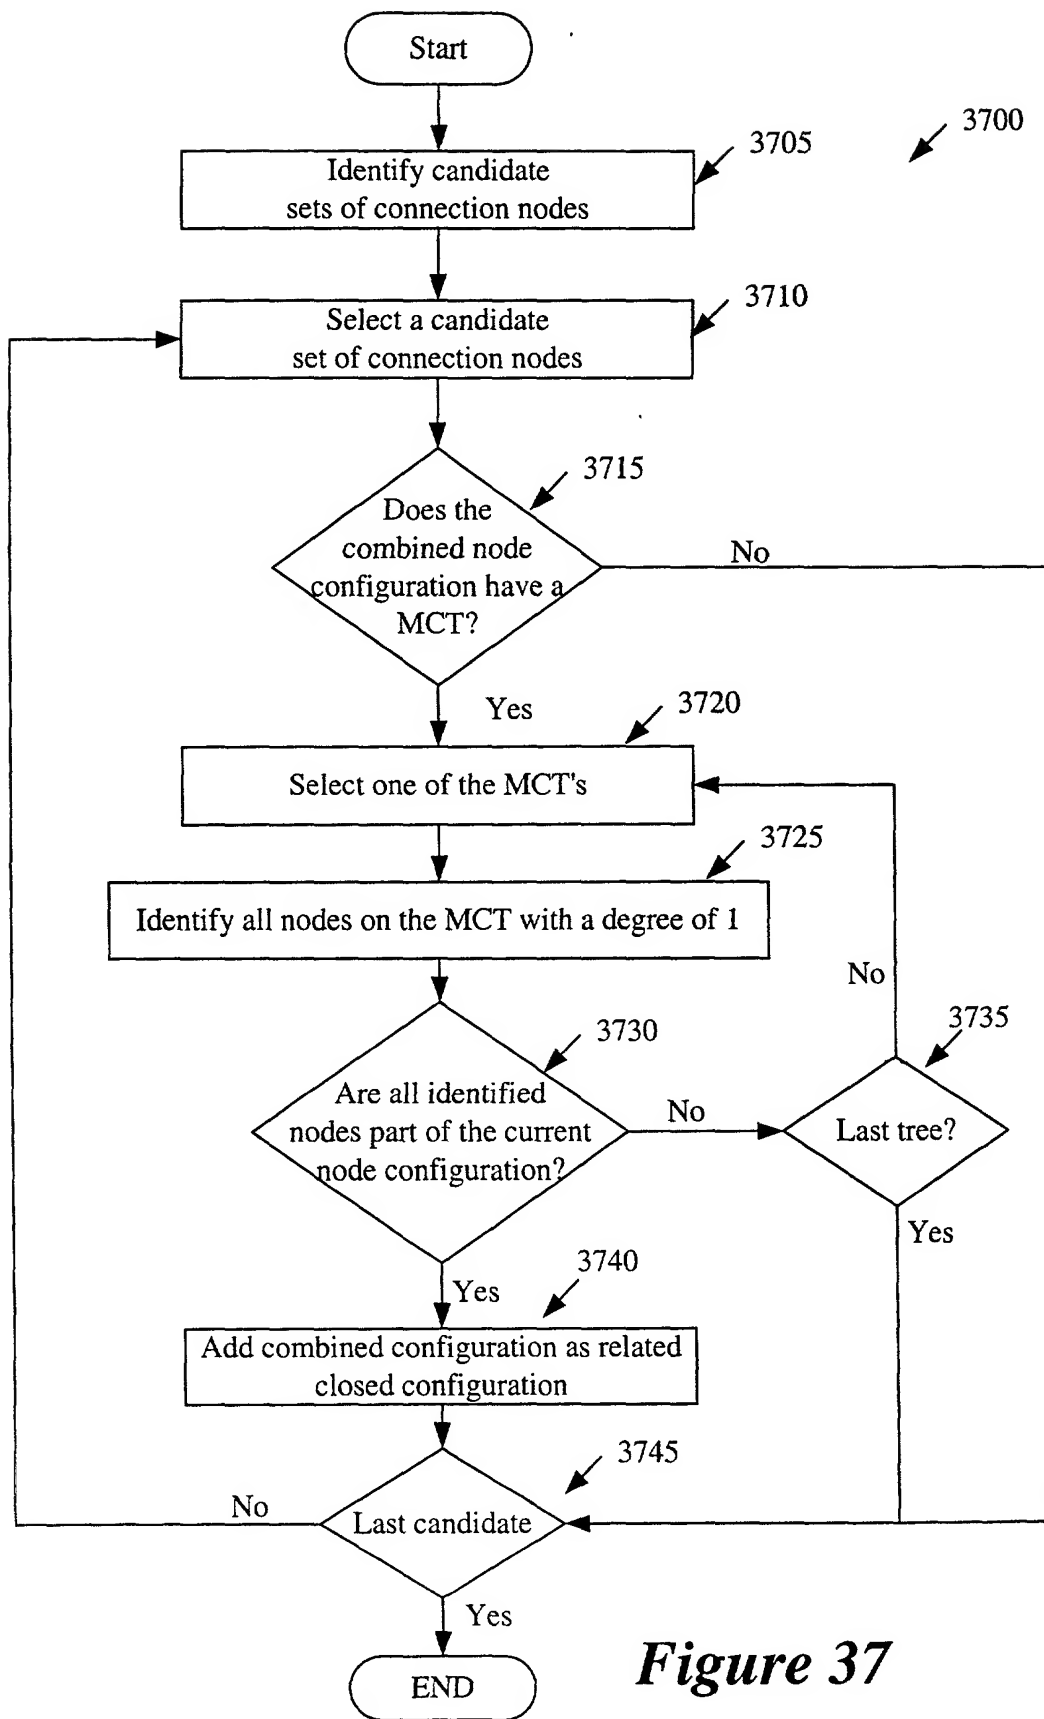 Start
3700
3705
Identify candidate
sets of connection nodes
3710
Select a candidate
set of connection nodes
3715
Does the
combined node
configuration have a
MCT?
No
Yes
3720
Select one of the MCT's
3725
Identify all nodes on the MCT with a degree of 1
No
3730
3735
Are all identified
nodes part of the current
node configuration?
No
Last tree?
Yes
3740
Yes
Add combined configuration as related
closed configuration
3745
No
Last candidate
Yes
END
Figure 37